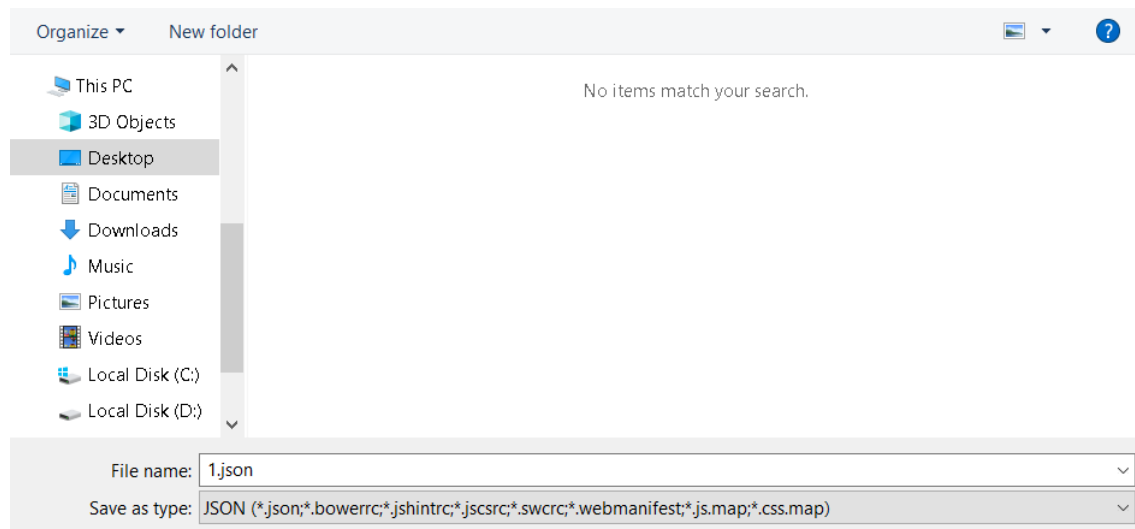 Organize New folder
?
This PC
No items match your search.
3D Objects
Desktop
Documents
Downloads
Music
Pictures
Videos
Local Disk (C:)
Local Disk (D:)
File name: 1.json
Save as type: JSON (*.json;*.bowerrc;*.jshintrc;*.jscsrc;*.swcrc;*.webmanifest;*.js.map;*.css.map)